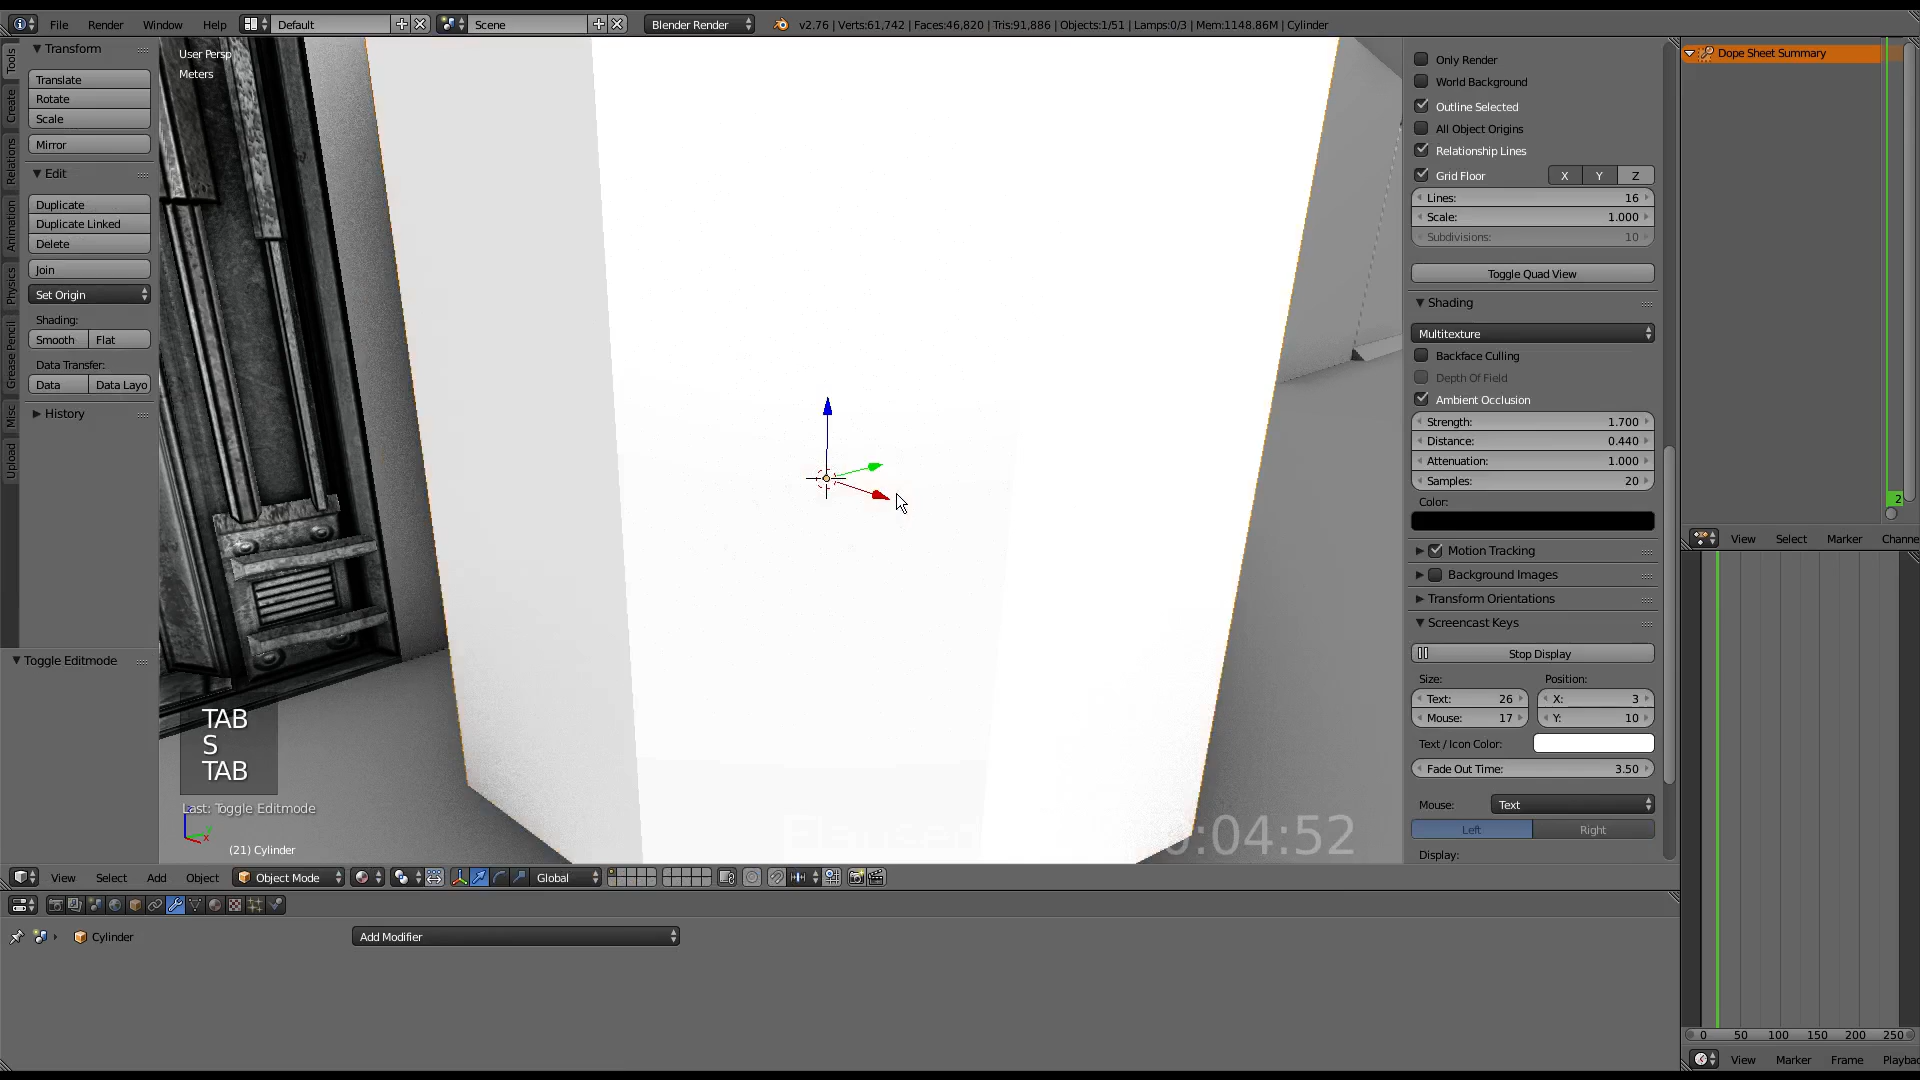 File Render Window Help Default Scene Blender Render v2.76 | Verts:61,742 | Faces:46,820 | Tris:91,886 | Objects:1/51 | Lamps:0/3 | Mem:1148.86M | Cylinder
Tools
Create
Relations
Animation
Physics
Grease Pencil
Misc
Upload
Transform
Translate
Rotate
Scale
Mirror
Edit
Duplicate
Duplicate Linked
Delete
Join
Set Origin
Shading:
Smooth Flat
Data Transfer:
Data Data Layo
History
Toggle Editmode
User Persp
Meters
TAB
S
TAB
Last: Toggle Editmode
(21) Cylinder
:04:52
Only Render
World Background
Outline Selected
All Object Origins
Relationship Lines
Grid Floor X Y Z
Lines: 16
Scale: 1.000
Subdivisions: 10
Toggle Quad View
Shading
Multitexture
Backface Culling
Depth Of Field
Ambient Occlusion
Strength: 1.700
Distance: 0.440
Attenuation: 1.000
Samples: 20
Color:
Motion Tracking
Background Images
Transform Orientations
Screencast Keys
Stop Display
Size: Position:
Text: 26 X: 3
Mouse: 17 Y: 10
Text / Icon Color:
Fade Out Time: 3.50
Mouse: Text
Left Right
Display:
Dope Sheet Summary
2
View Select Marker Channe
0 50 100 150 200 250
View Marker Frame Playbac
View Select Add Object Object Mode Global
Cylinder Add Modifier